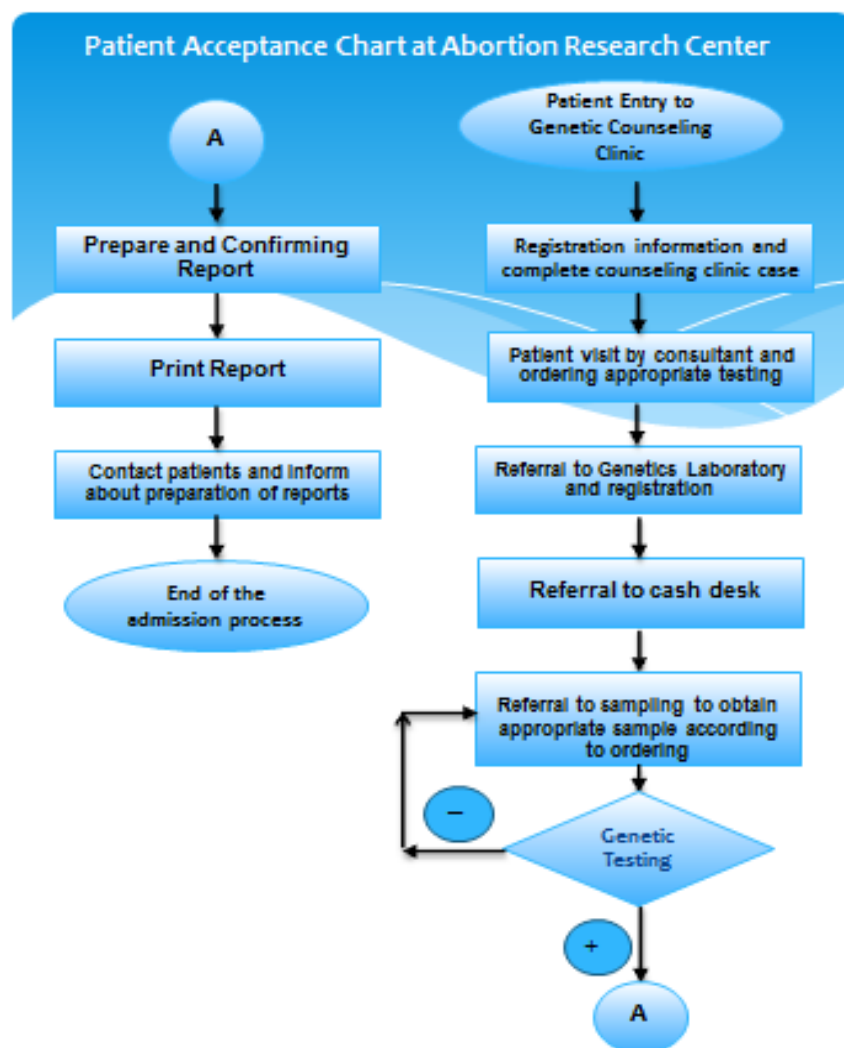 Patient Acceptance Chart at Abortion Research Center
Patient Entry to
Genetic Counseling
Clinic
Registration information and
complete counseling clinic case
Patient visit by consultant and
ordering appropriate testing
Referral to Genetics Laboratory
and registration
Referral to cash desk
Referral to sampling to obtain
appropriate sample according
to ordering
Genetic
Testing
–
+
A
A
Prepare and Confirming
Report
Print Report
Contact patients and inform
about preparation of reports
End of the
admission process